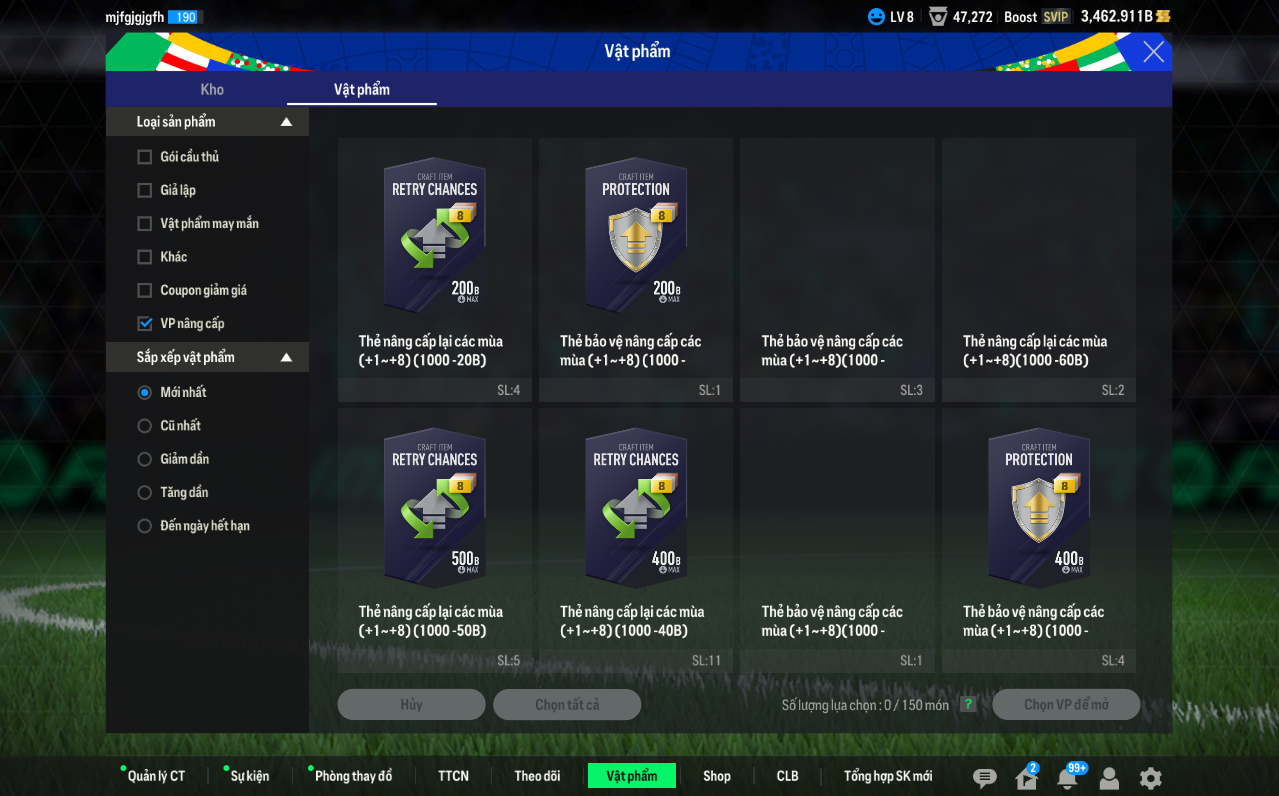 mjfgjgjgfh 190
LV 8 47,272 Boost SVIP 3,462.911B
Vật phẩm
Kho Vật phẩm
Loại sản phẩm
Gói cầu thủ
Giả lập
Vật phẩm may mắn
Khác
Coupon giảm giá
VP nâng cấp
Sắp xếp vật phẩm
Mới nhất
Cũ nhất
Giảm dần
Tăng dần
Đến ngày hết hạn
CRAFT ITEM
RETRY CHANCES
8
200B
MAX
Thẻ nâng cấp lại các mùa
(+1~+8) (1000 -20B)
SL:4
CRAFT ITEM
PROTECTION
8
200B
MAX
Thẻ bảo vệ nâng cấp các
mùa (+1~+8) (1000 -
SL:1
Thẻ bảo vệ nâng cấp các
mùa (+1~+8)(1000 -
SL:3
Thẻ nâng cấp lại các mùa
(+1~+8)(1000 -60B)
SL:2
CRAFT ITEM
RETRY CHANCES
8
500B
MAX
Thẻ nâng cấp lại các mùa
(+1~+8) (1000 -50B)
SL:5
CRAFT ITEM
RETRY CHANCES
8
400B
MAX
Thẻ nâng cấp lại các mùa
(+1~+8) (1000 -40B)
SL:11
Thẻ bảo vệ nâng cấp các
mùa (+1~+8)(1000 -
SL:1
CRAFT ITEM
PROTECTION
8
400B
MAX
Thẻ bảo vệ nâng cấp các
mùa (+1~+8) (1000 -
SL:4
Hủy Chọn tất cả Số lượng lựa chọn : 0 / 150 món ? Chọn VP để mở
Quản lý CT Sự kiện Phòng thay đồ TTCN Theo dõi Vật phẩm Shop CLB Tổng hợp SK mới 2 99+